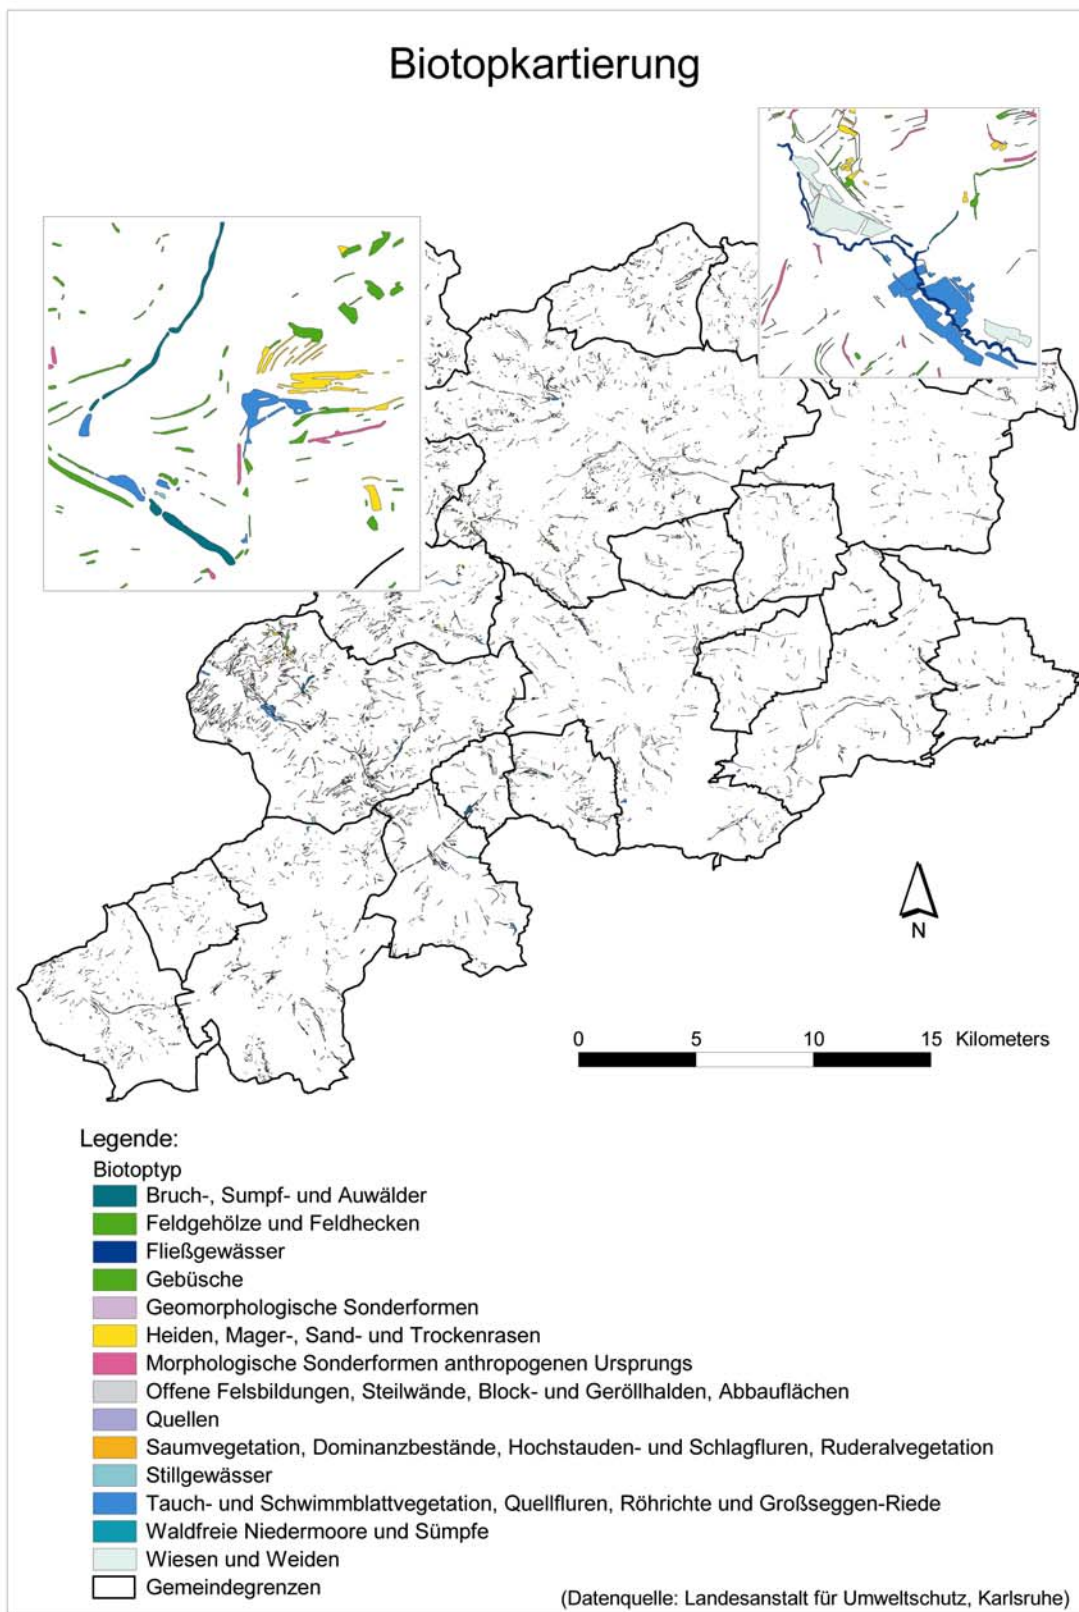 Biotopkartierung
N
0 5 10 15 Kilometers
Legende:
Biotoptyp
Bruch-, Sumpf- und Auwälder
Feldgehölze und Feldhecken
Fließgewässer
Gebüsche
Geomorphologische Sonderformen
Heiden, Mager-, Sand- und Trockenrasen
Morphologische Sonderformen anthropogenen Ursprungs
Offene Felsbildungen, Steilwände, Block- und Geröllhalden, Abbauflächen
Quellen
Saumvegetation, Dominanzbestände, Hochstauden- und Schlagfluren, Ruderalvegetation
Stillgewässer
Tauch- und Schwimmblattvegetation, Quellfluren, Röhrichte und Großseggen-Riede
Waldfreie Niedermoore und Sümpfe
Wiesen und Weiden
Gemeindegrenzen
(Datenquelle: Landesanstalt für Umweltschutz, Karlsruhe)